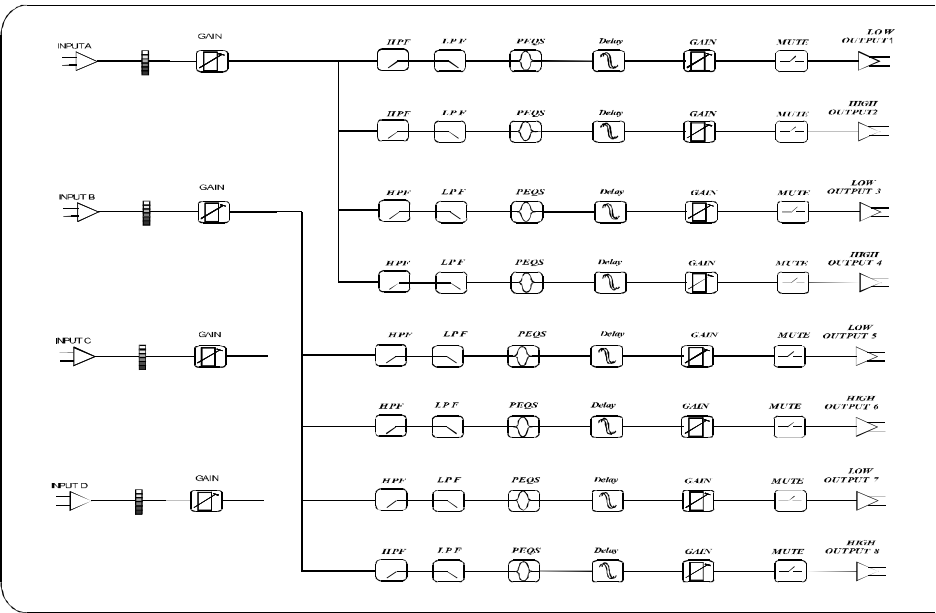 INPUTA GAIN HPF LPF PEQS Delay GAIN MUTE LOW
OUTPUT1
HPF LPF PEQS Delay GAIN MUTE HIGH
OUTPUT2
INPUT B GAIN HPF LPF PEQS Delay GAIN MUTE LOW
OUTPUT 3
HPF LPF PEQS Delay GAIN MUTE HIGH
OUTPUT 4
INPUT C GAIN HPF LPF PEQS Delay GAIN MUTE LOW
OUTPUT 5
HPF LPF PEQS Delay GAIN MUTE HIGH
OUTPUT 6
INPUT D GAIN HPF LPF PEQS Delay GAIN MUTE LOW
OUTPUT 7
HPF LPF PEQS Delay GAIN MUTE HIGH
OUTPUT 8